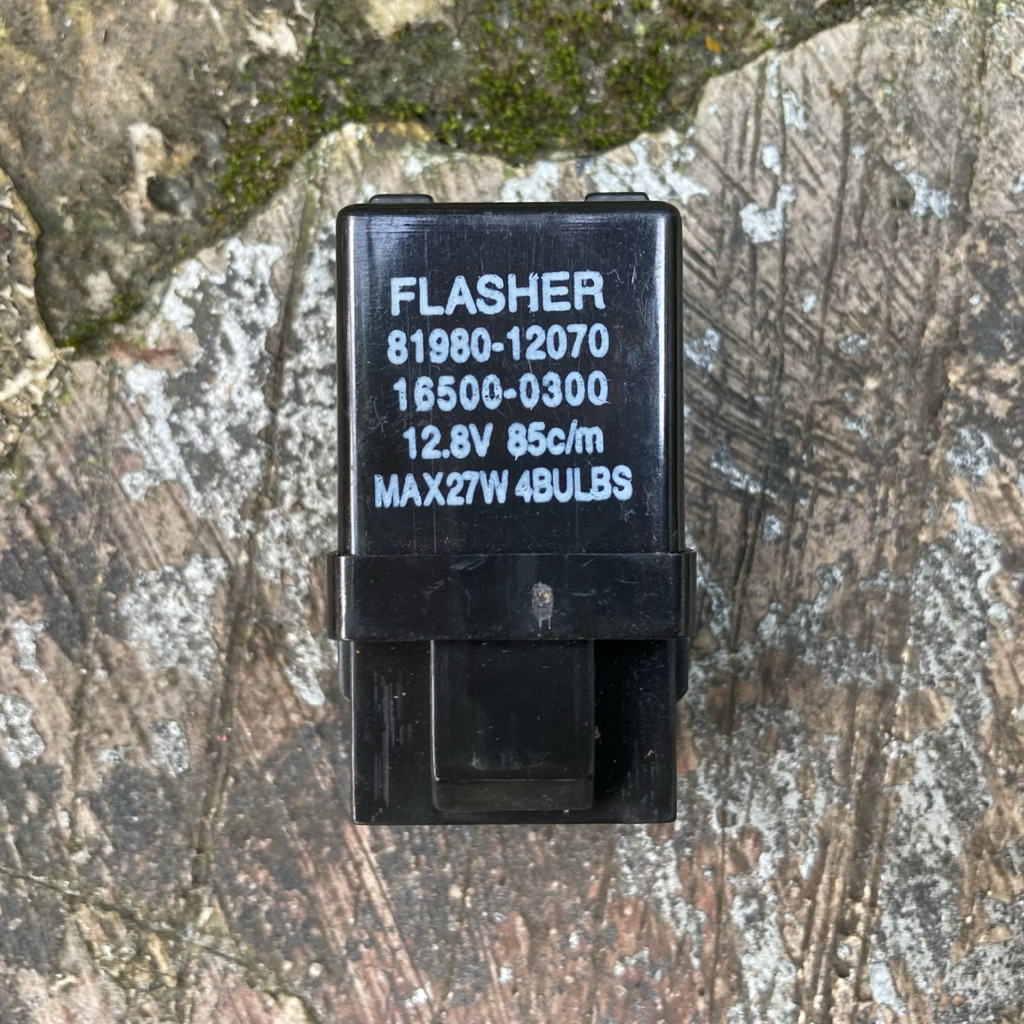 FLASHER
81980-12070
16500-0300
12.8V 85c/m
MAX27W 4BULBS